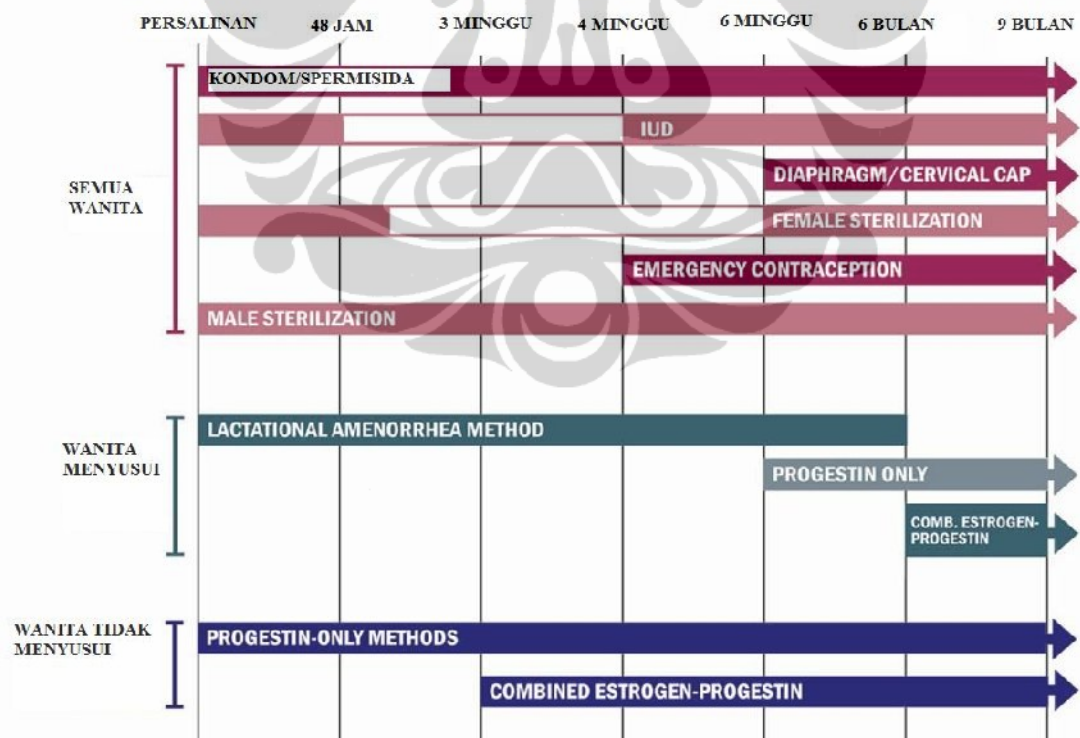 PERSALINAN 48 JAM 3 MINGGU 4 MINGGU 6 MINGGU 6 BULAN 9 BULAN
KONDOM/SPERMISIDA
IUD
DIAPHRAGM/CERVICAL CAP
SEMUA
WANITA
FEMALE STERILIZATION
EMERGENCY CONTRACEPTION
MALE STERILIZATION
LACTATIONAL AMENORRHEA METHOD
WANITA
MENYUSUI
PROGESTIN ONLY
COMB. ESTROGEN-
PROGESTIN
WANITA TIDAK
MENYUSUI
PROGESTIN-ONLY METHODS
COMBINED ESTROGEN-PROGESTIN